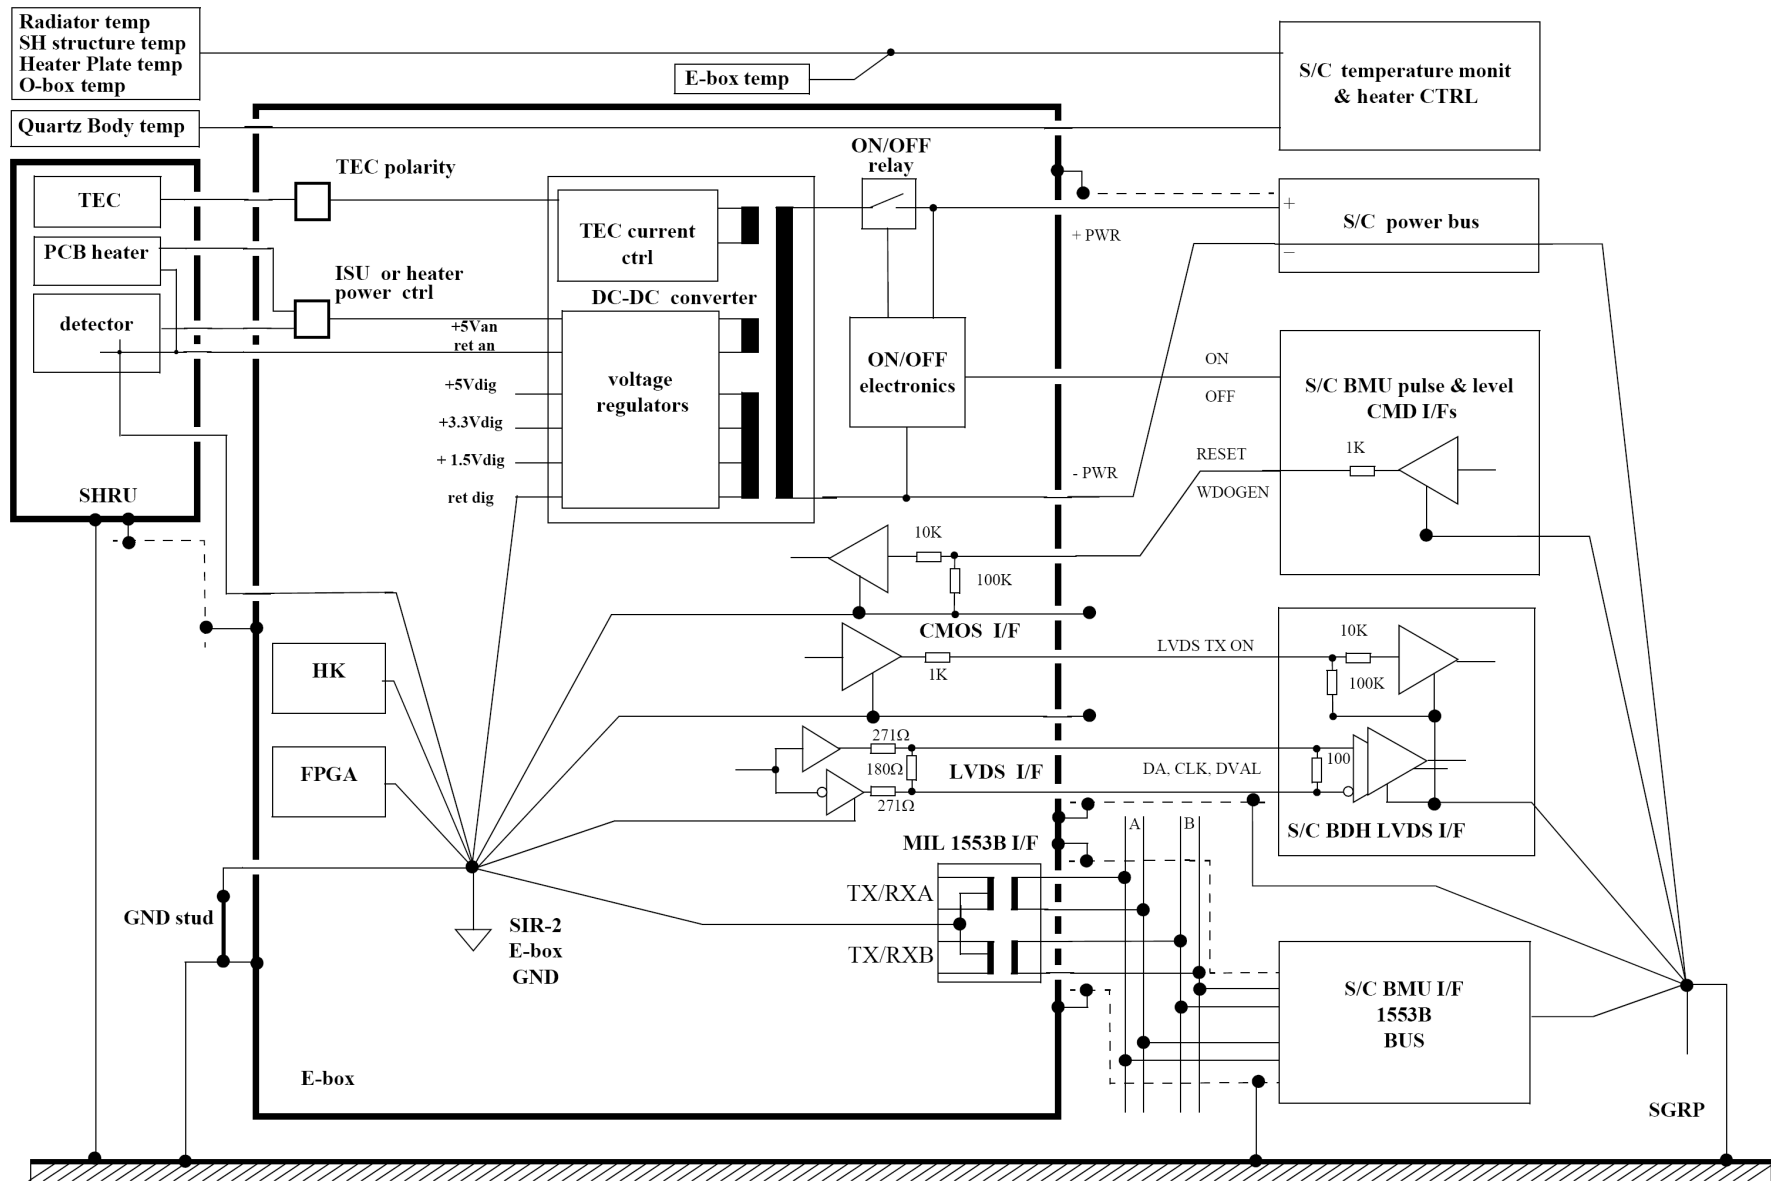 Radiator temp
SH structure temp
Heater Plate temp
O-box temp
E-box temp
S/C temperature monit
& heater CTRL
Quartz Body temp
ON/OFF
relay
TEC polarity
TEC
TEC current
ctrl
+
S/C power bus
−
+ PWR
PCB heater
ISU or heater
power ctrl
DC-DC converter
detector
+5Van
ret an
+5Vdig
+3.3Vdig
+ 1.5Vdig
ret dig
voltage
regulators
ON/OFF
electronics
ON
OFF
S/C BMU pulse & level
CMD I/Fs
1K
RESET
WDOGEN
- PWR
SHRU
10K
100K
CMOS I/F
1K
LVDS TX ON
10K
100K
HK
FPGA
271Ω
180Ω
271Ω
LVDS I/F
DA, CLK, DVAL
100
S/C BDH LVDS I/F
A
B
MIL 1553B I/F
TX/RXA
TX/RXB
GND stud
SIR-2
E-box
GND
S/C BMU I/F
1553B
BUS
E-box
SGRP